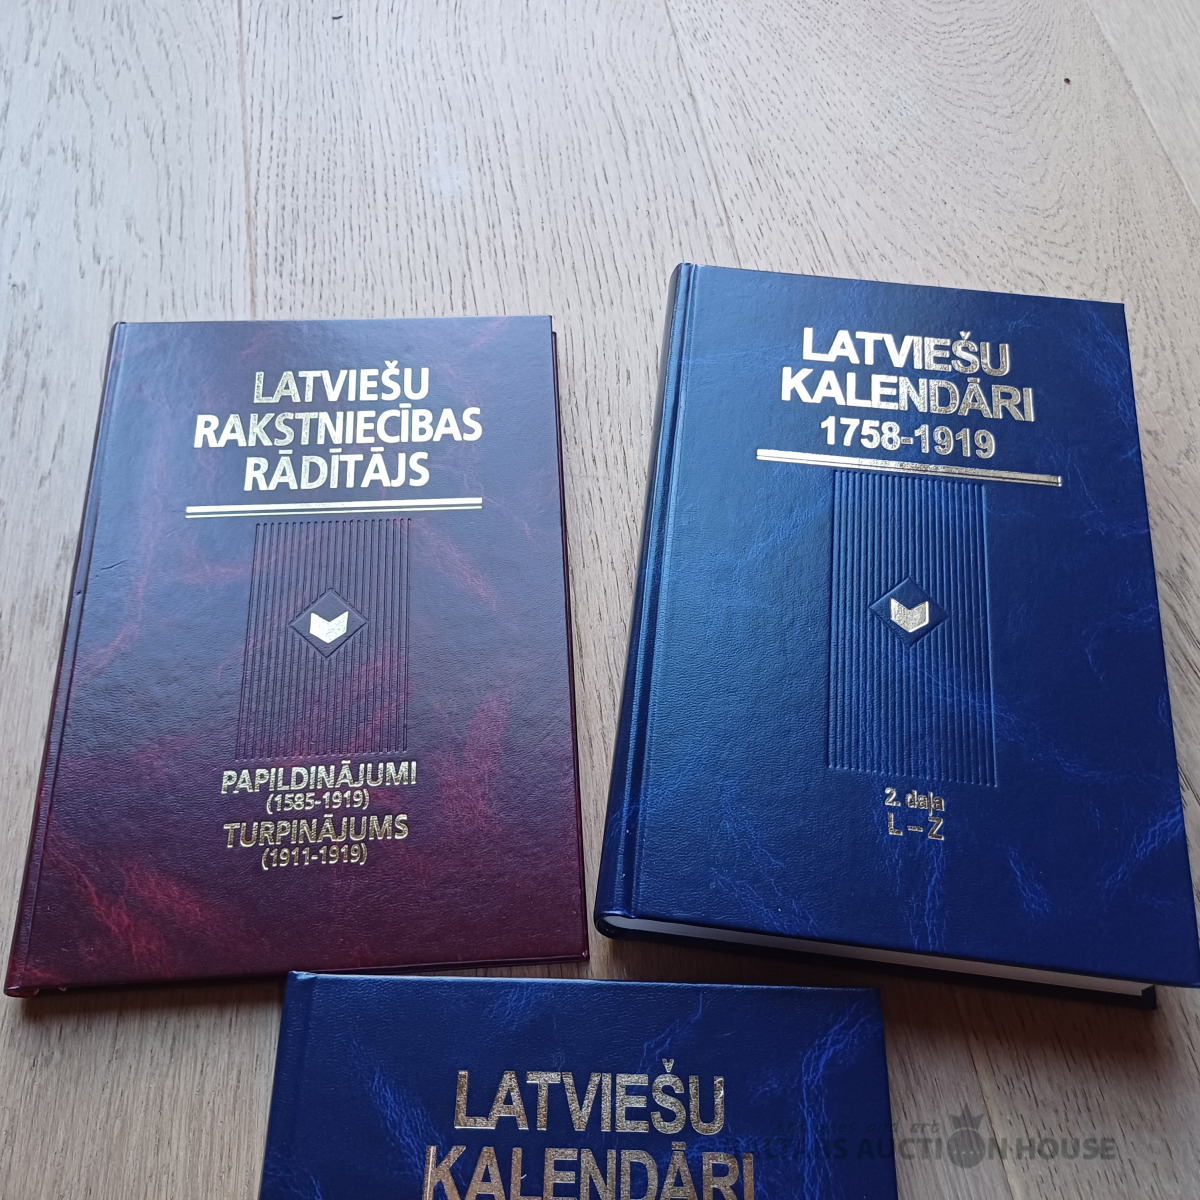 LATVIEŠU
RAKSTNIECĪBAS
RĀDĪTĀJS
PAPILDINĀJUMI
(1585-1919)
TURPINĀJUMS
(1911-1919)
LATVIEŠU
KALENDĀRI
1758-1919
2. daļa
L – Z
LATVIEŠU
KALENDĀRI
AUCTION HOUSE